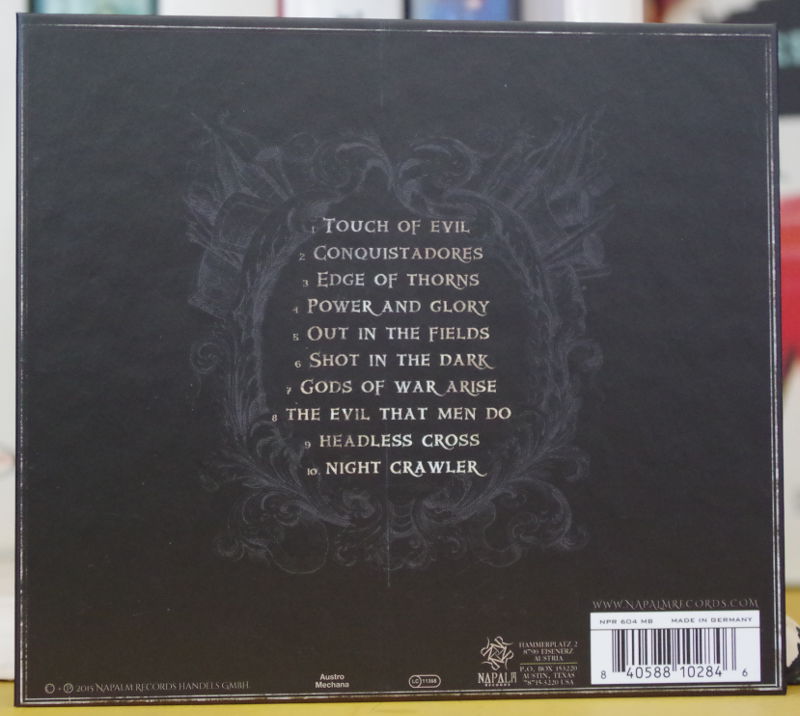 1 Touch of Evil
2 Conquistadores
3 Edge of Thorns
4 Power and Glory
5 Out in the Fields
6 Shot in the Dark
7 Gods of War Arise
8 The Evil That Men Do
9 Headless Cross
10. Night Crawler
WWW.NAPALMRECORDS.COM
NPR 604 MB MADE IN GERMANY
8 40588 10284 6
HAMMERPLATZ 2
8790 EISENERZ
AUSTRIA
P.O. BOX 153220
AUSTIN, TEXAS
78715-3220 USA
NAPALM
RECORDS
LC 11368
Austro
Mechana
© + ℗ 2015 NAPALM RECORDS HANDELS GMBH.